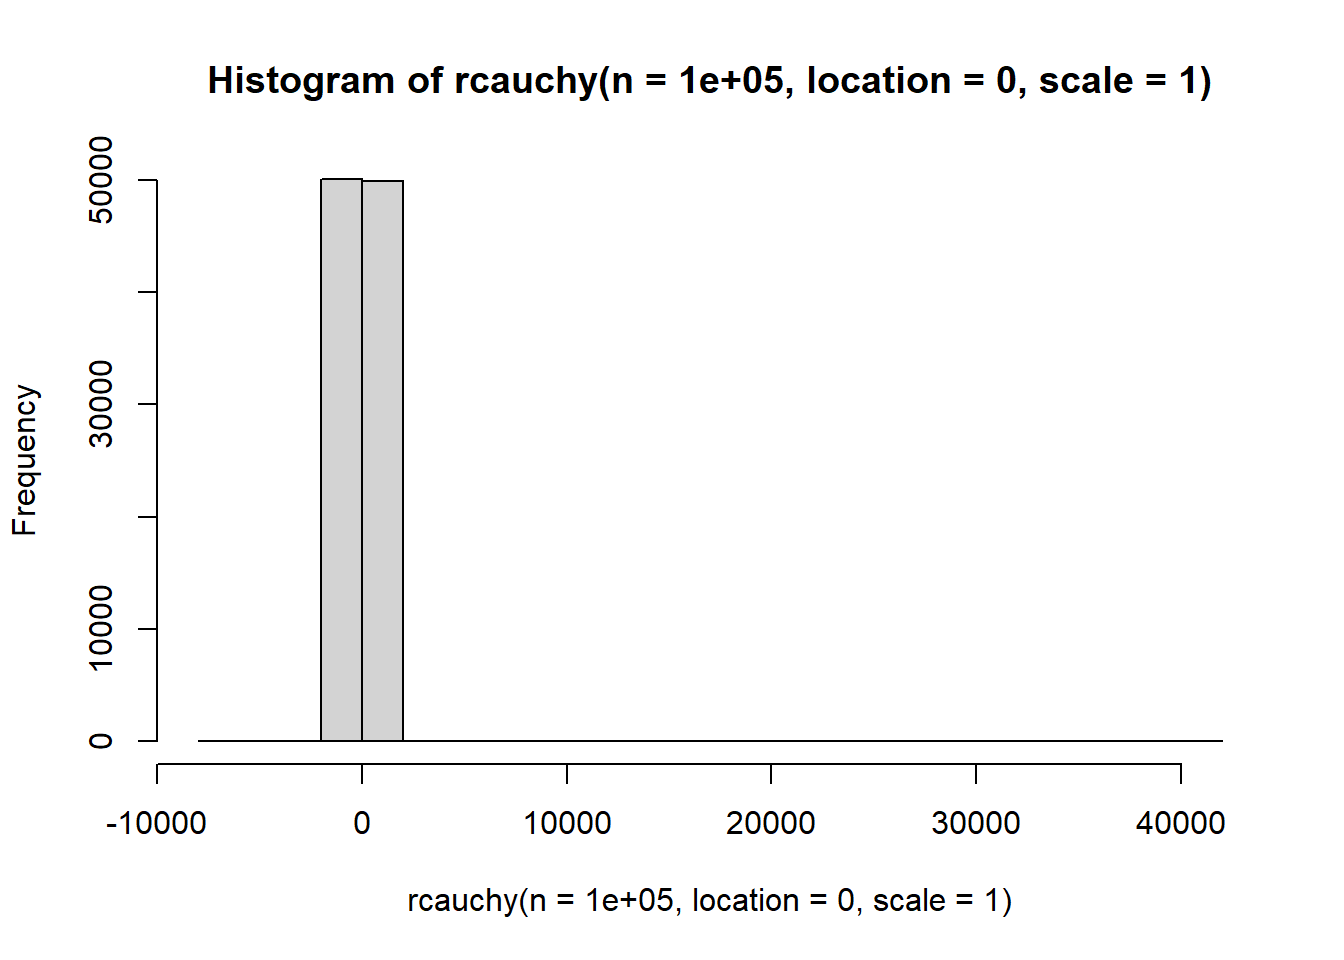 Histogram of rcauchy(n = 1e+05, location = 0, scale = 1)
Frequency
50000
30000
10000
0
-10000 0 10000 20000 30000 40000
rcauchy(n = 1e+05, location = 0, scale = 1)